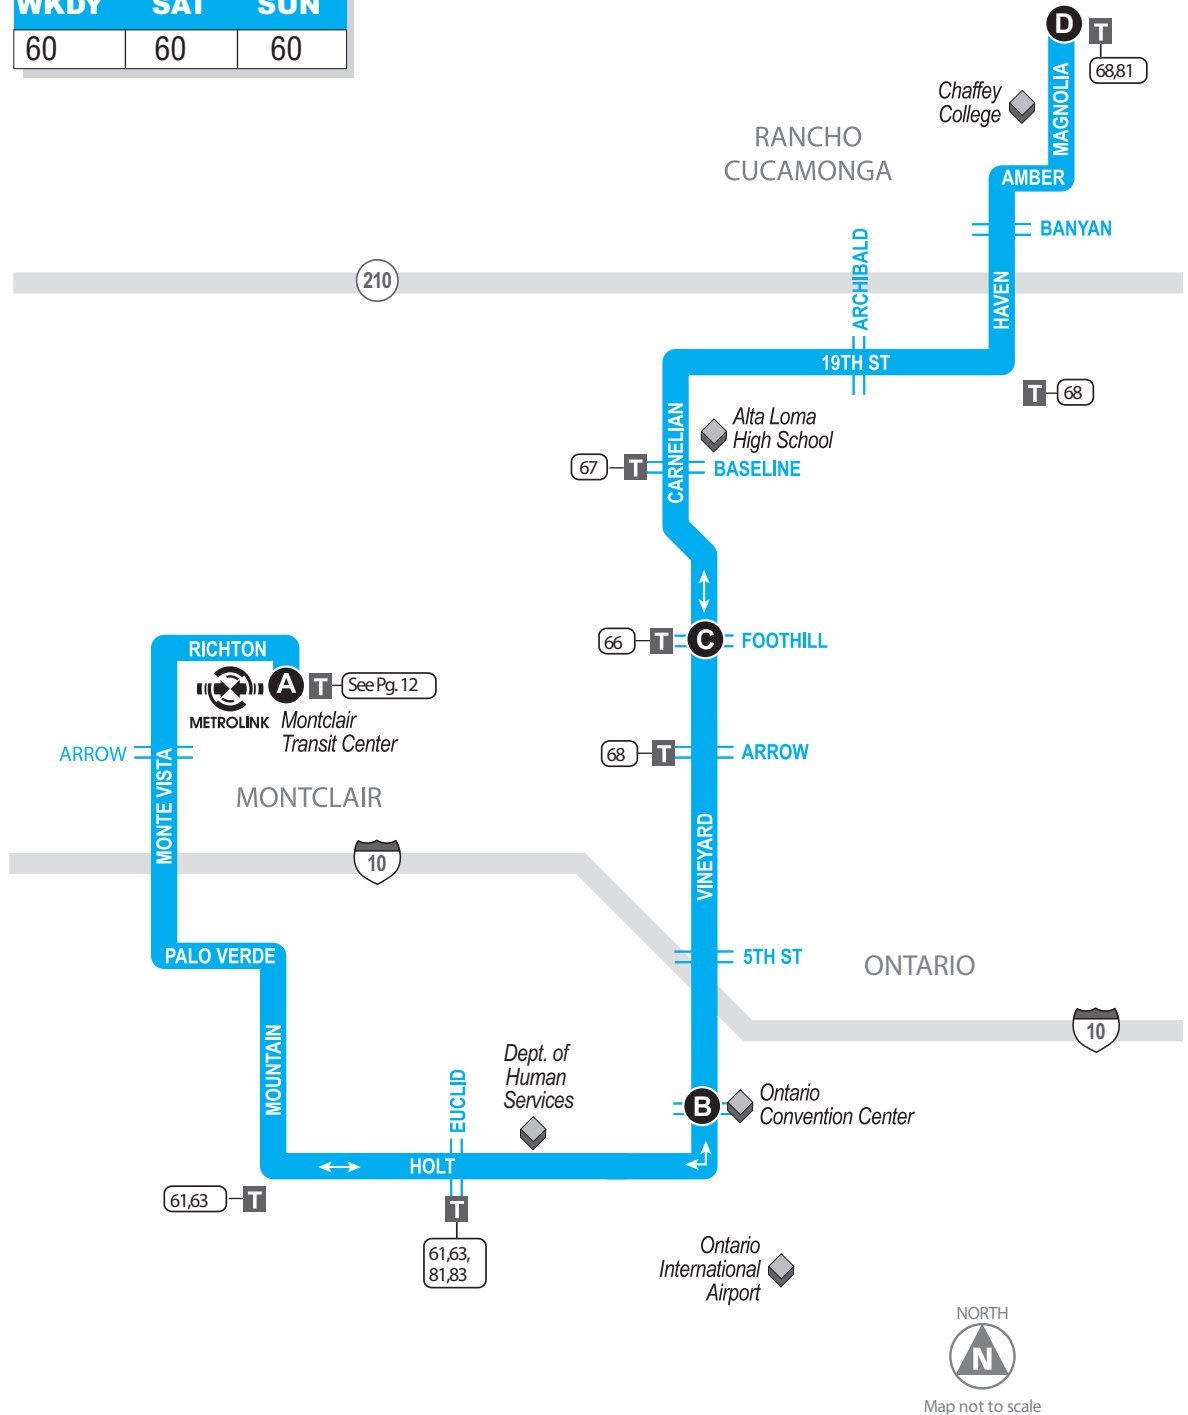 WKDY SAT SUN
60 60 60
D
T
68,81
Chaffey
College
MAGNOLIA
RANCHO
CUCAMONGA
AMBER
BANYAN
ARCHIBALD
210
HAVEN
19TH ST
T
68
Alta Loma
High School
CARNELIAN
67
T
BASELINE
66
T
C
FOOTHILL
RICHTON
A
T
See Pg. 12
METROLINK
Montclair
Transit Center
ARROW
MONTE VISTA
68
T
ARROW
MONTCLAIR
10
VINEYARD
PALO VERDE
5TH ST
ONTARIO
10
MOUNTAIN
Dept. of
Human
Services
EUCLID
B
Ontario
Convention Center
HOLT
61,63
T
T
61,63,
81,83
Ontario
International
Airport
NORTH
N
Map not to scale